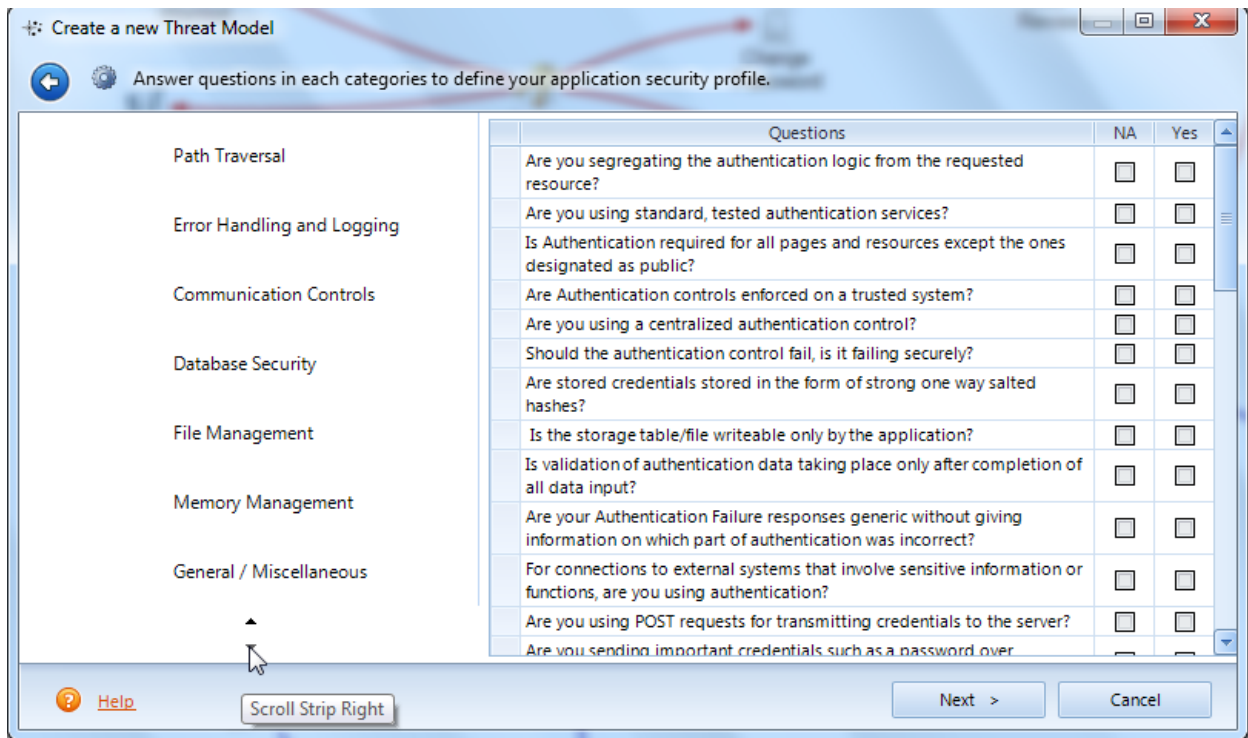 Create a new Threat Model
Answer questions in each categories to define your application security profile.
Path Traversal
Error Handling and Logging
Communication Controls
Database Security
File Management
Memory Management
General / Miscellaneous
Questions NA Yes
Are you segregating the authentication logic from the requested
resource?
Are you using standard, tested authentication services?
Is Authentication required for all pages and resources except the ones
designated as public?
Are Authentication controls enforced on a trusted system?
Are you using a centralized authentication control?
Should the authentication control fail, is it failing securely?
Are stored credentials stored in the form of strong one way salted
hashes?
Is the storage table/file writeable only by the application?
Is validation of authentication data taking place only after completion of
all data input?
Are your Authentication Failure responses generic without giving
information on which part of authentication was incorrect?
For connections to external systems that involve sensitive information or
functions, are you using authentication?
Are you using POST requests for transmitting credentials to the server?
Are you sending important credentials such as a password over
Help
Scroll Strip Right
Next >
Cancel